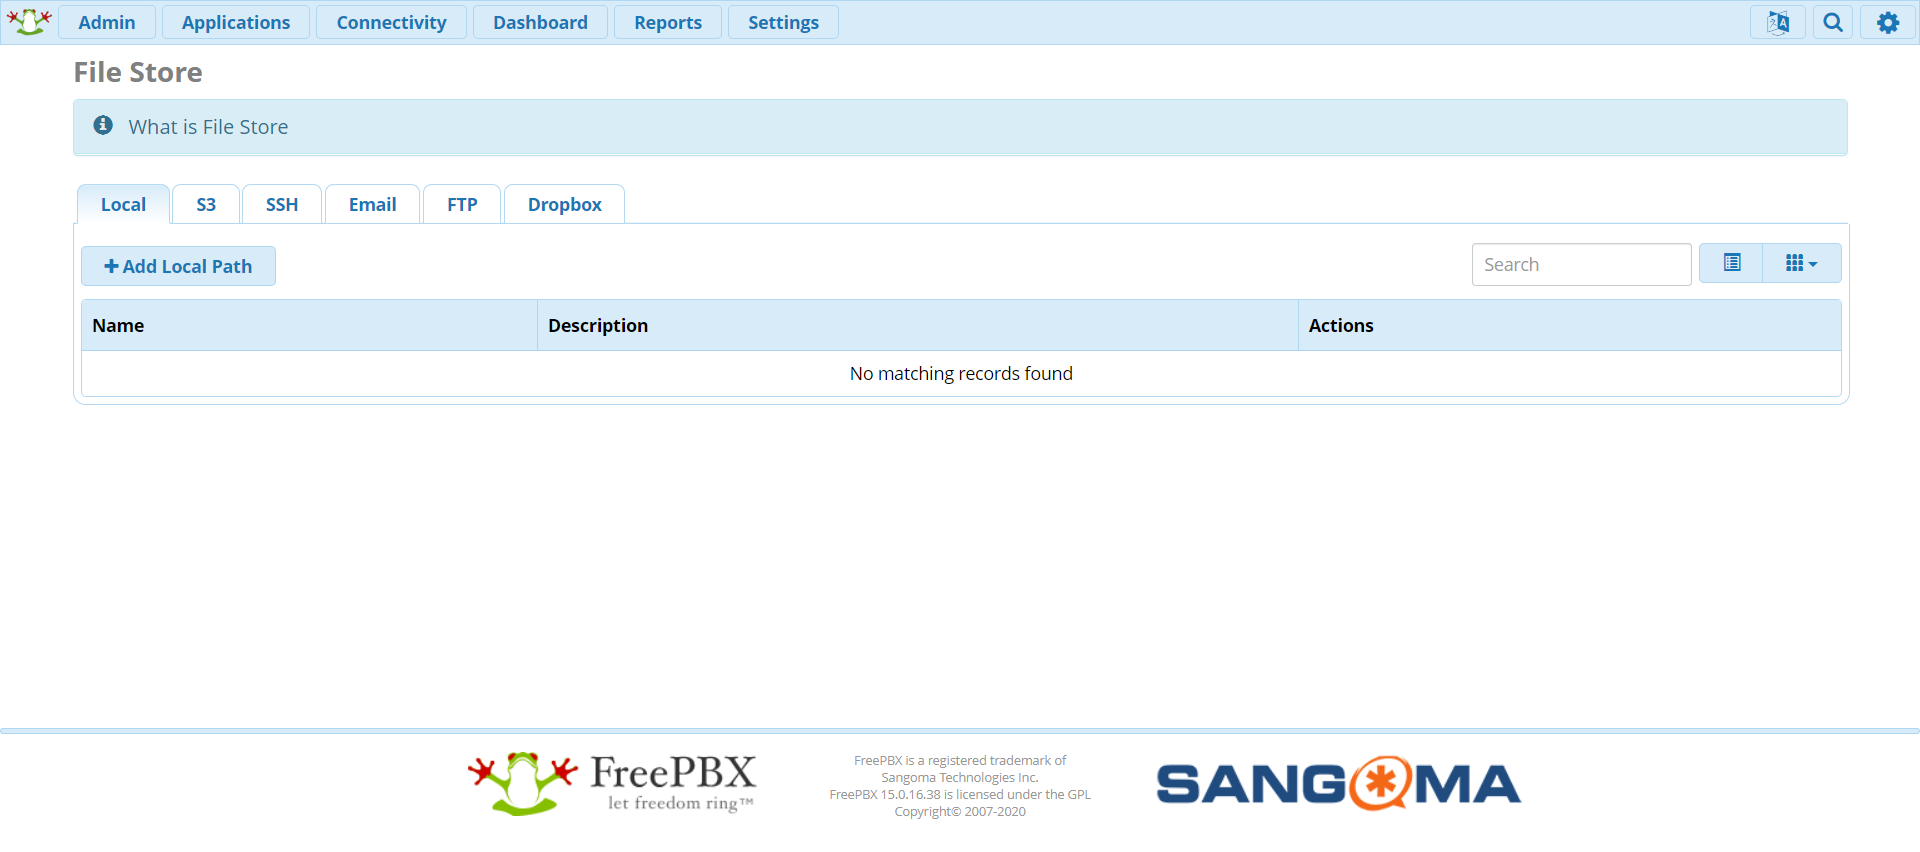 Admin
Applications
Connectivity
Dashboard
Reports
Settings
File Store
What is File Store
Local
S3
SSH
Email
FTP
Dropbox
Add Local Path
Search
Name
Description
Actions
No matching records found
FreePBX
let freedom ring™
FreePBX is a registered trademark of
Sangoma Technologies Inc.
FreePBX 15.0.16.38 is licensed under the GPL
Copyright© 2007-2020
SANGOMA